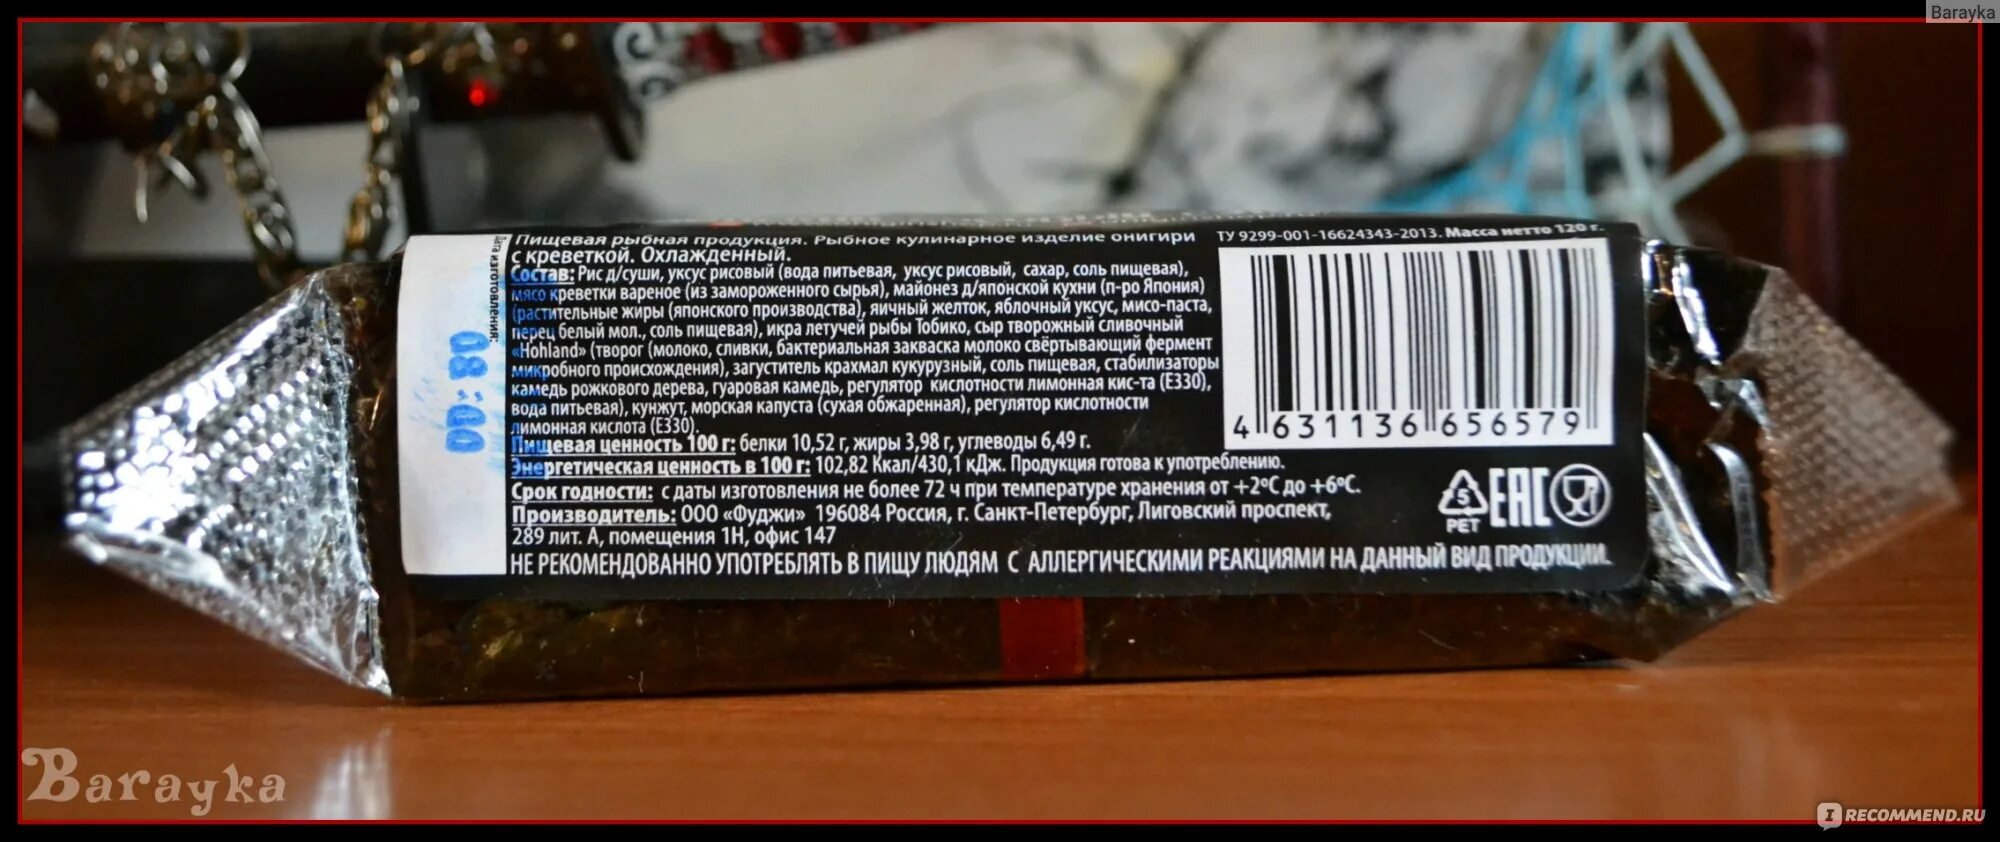 Barayka
Пищевая рыбная продукция. Рыбное кулинарное изделие онигири
с креветкой. Охлажденный.
Состав: Рис д/суши, уксус рисовый (вода питьевая, уксус рисовый, сахар, соль пищевая),
мясо креветки вареное (из замороженного сырья), майонез д/японской кухни (п-ро Япония)
(растительные жиры (японского производства), яичный желток, яблочный уксус, мисо-паста,
перец белый мол., соль пищевая), икра летучей рыбы Тобико, сыр творожный сливочный
«Hohland» (творог (молоко, сливки, бактериальная закваска молоко свёртывающий фермент
микробного происхождения), загуститель крахмал кукурузный, соль пищевая, стабилизаторы
камедь рожкового дерева, гуаровая камедь, регулятор кислотности лимонная кис-та (Е330),
вода питьевая), кунжут, морская капуста (сухая обжаренная), регулятор кислотности
лимонная кислота (Е330).
Пищевая ценность 100 г: белки 10,52 г, жиры 3,98 г, углеводы 6,49 г.
Энергетическая ценность в 100 г: 102,82 Ккал/430,1 кДж. Продукция готова к употреблению.
Срок годности: с даты изготовления не более 72 ч при температуре хранения от +2ºС до +6ºС.
Производитель: ООО «Фуджи» 196084 Россия, г. Санкт-Петербург, Лиговский проспект,
289 лит. А, помещения 1Н, офис 147
НЕ РЕКОМЕНДОВАНО УПОТРЕБЛЯТЬ В ПИЩУ ЛЮДЯМ С АЛЛЕРГИЧЕСКИМИ РЕАКЦИЯМИ НА ДАННЫЙ ВИД ПРОДУКЦИИ.
ТУ 9299-001-16624343-2013. Масса нетто 120 г.
4 631136 656579
5
PET
EAC
Дата изготовления:
08:00
Barayka
I RECOMMEND.RU